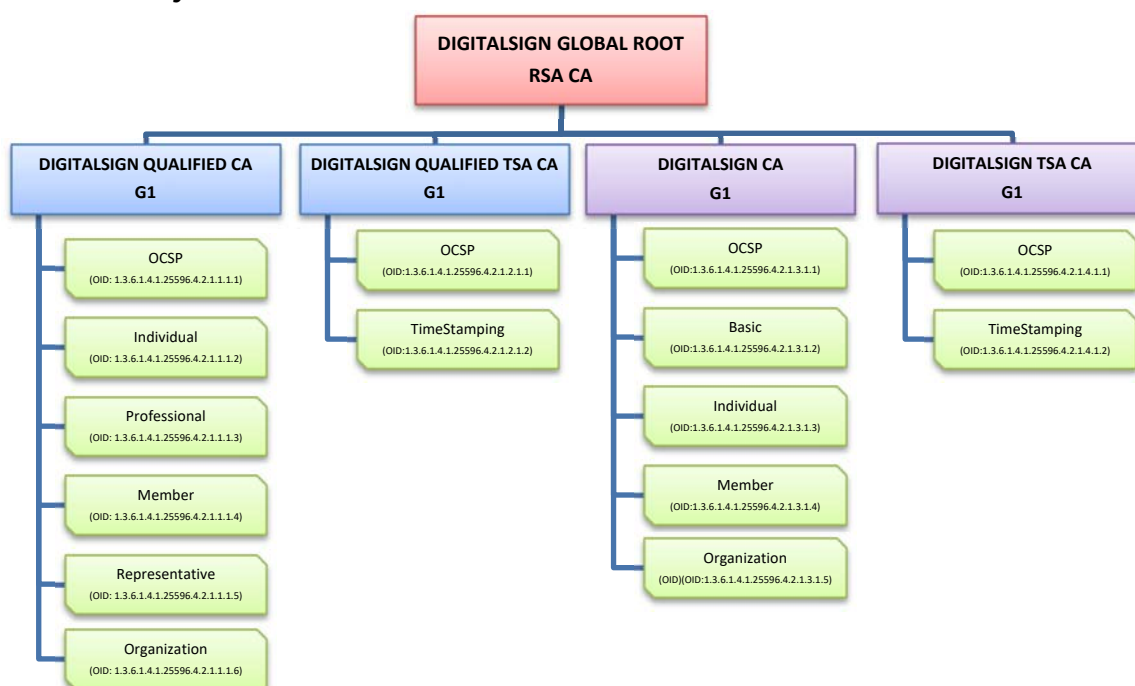 DIGITALSIGN GLOBAL ROOT
RSA CA
DIGITALSIGN QUALIFIED CA
G1
OCSP
(OID: 1.3.6.1.4.1.25596.4.2.1.1.1.1)
Individual
(OID: 1.3.6.1.4.1.25596.4.2.1.1.1.2)
Professional
(OID: 1.3.6.1.4.1.25596.4.2.1.1.1.3)
Member
(OID: 1.3.6.1.4.1.25596.4.2.1.1.1.4)
Representative
(OID: 1.3.6.1.4.1.25596.4.2.1.1.1.5)
Organization
(OID: 1.3.6.1.4.1.25596.4.2.1.1.1.6)
DIGITALSIGN QUALIFIED TSA CA
G1
OCSP
(OID:1.3.6.1.4.1.25596.4.2.1.2.1.1)
TimeStamping
(OID:1.3.6.1.4.1.25596.4.2.1.2.1.2)
DIGITALSIGN CA
G1
OCSP
(OID:1.3.6.1.4.1.25596.4.2.1.3.1.1)
Basic
(OID:1.3.6.1.4.1.25596.4.2.1.3.1.2)
Individual
(OID:1.3.6.1.4.1.25596.4.2.1.3.1.3)
Member
(OID:1.3.6.1.4.1.25596.4.2.1.3.1.4)
Organization
(OID)(OID:1.3.6.1.4.1.25596.4.2.1.3.1.5)
DIGITALSIGN TSA CA
G1
OCSP
(OID:1.3.6.1.4.1.25596.4.2.1.4.1.1)
TimeStamping
(OID:1.3.6.1.4.1.25596.4.2.1.4.1.2)